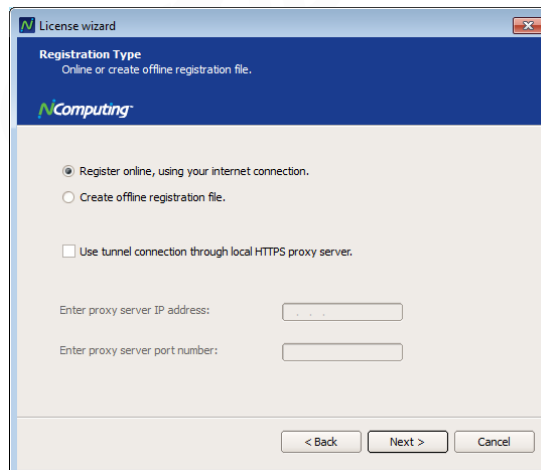 License wizard
Registration Type
Online or create offline registration file.
NComputing
Register online, using your internet connection.
Create offline registration file.
Use tunnel connection through local HTTPS proxy server.
Enter proxy server IP address:
. . .
Enter proxy server port number:
< Back Next > Cancel